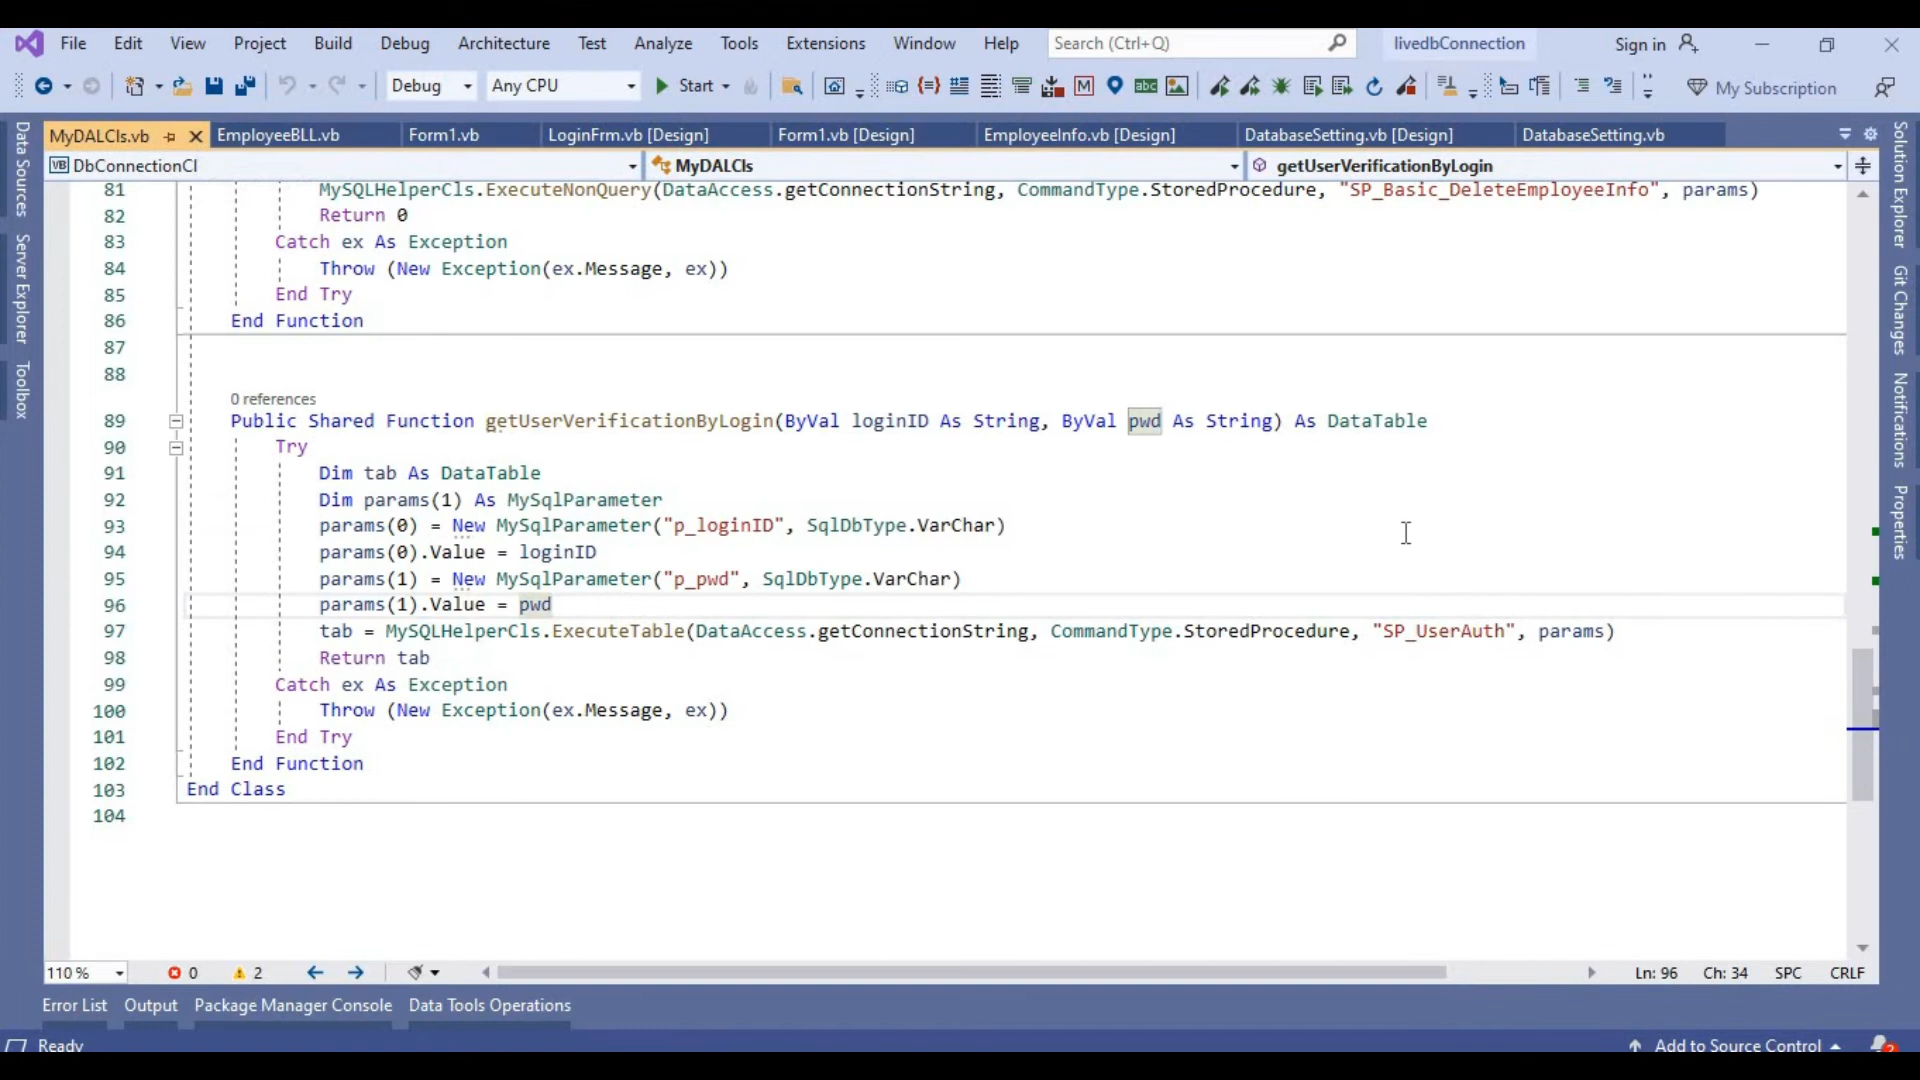 File Edit View Project Build Debug Architecture Test Analyze Tools Extensions Window Help Search (Ctrl+Q) livedbConnection Sign in
Debug Any CPU Start My Subscription
MyDALCls.vb EmployeeBLL.vb Form1.vb LoginFrm.vb [Design] Form1.vb [Design] EmployeeInfo.vb [Design] DatabaseSetting.vb [Design] DatabaseSetting.vb
VB DbConnectionCl MyDALCls getUserVerificationByLogin
Data Sources
Server Explorer
Toolbox
81 MySQLHelperCls.ExecuteNonQuery(DataAccess.getConnectionString, CommandType.StoredProcedure, "SP_Basic_DeleteEmployeeInfo", params)
82 Return 0
83 Catch ex As Exception
84 Throw (New Exception(ex.Message, ex))
85 End Try
86 End Function
87
88
0 references
89 Public Shared Function getUserVerificationByLogin(ByVal loginID As String, ByVal pwd As String) As DataTable
90 Try
91 Dim tab As DataTable
92 Dim params(1) As MySqlParameter
93 params(0) = New MySqlParameter("p_loginID", SqlDbType.VarChar)
94 params(0).Value = loginID
95 params(1) = New MySqlParameter("p_pwd", SqlDbType.VarChar)
96 params(1).Value = pwd
97 tab = MySQLHelperCls.ExecuteTable(DataAccess.getConnectionString, CommandType.StoredProcedure, "SP_UserAuth", params)
98 Return tab
99 Catch ex As Exception
100 Throw (New Exception(ex.Message, ex))
101 End Try
102 End Function
103 End Class
104
Solution Explorer
Git Changes
Notifications
Properties
110 % 0 2 Ln: 96 Ch: 34 SPC CRLF
Error List Output Package Manager Console Data Tools Operations
Ready Add to Source Control 2